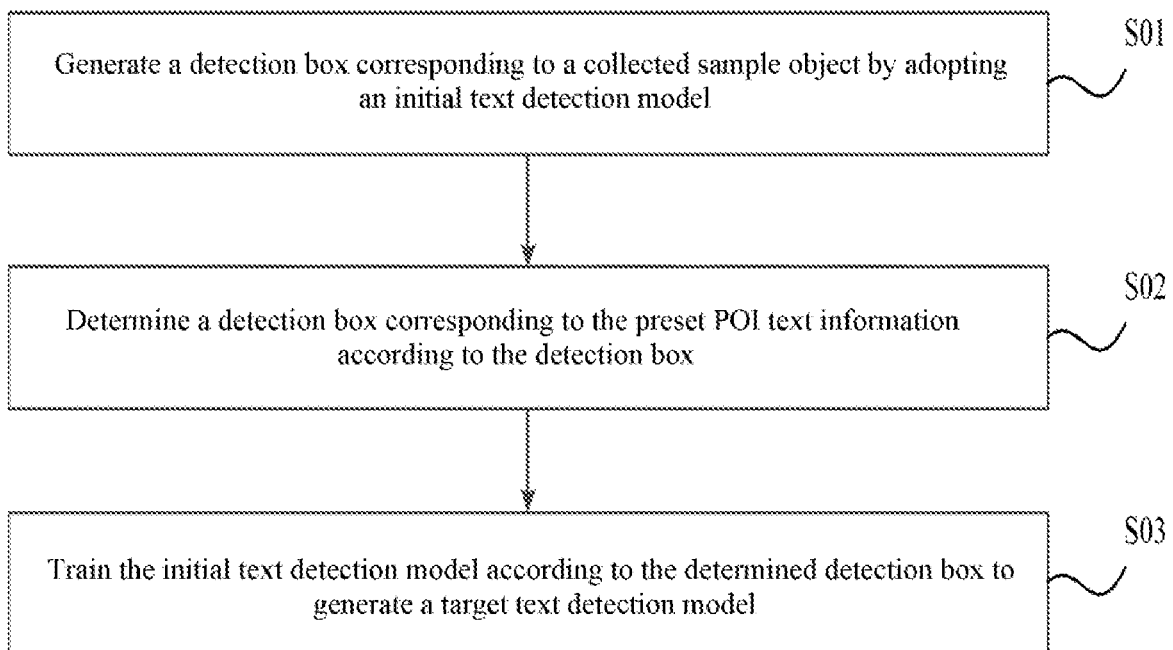 S01
Generate a detection box corresponding to a collected sample object by adopting
an initial text detection model
S02
Determine a detection box corresponding to the preset POI text information
according to the detection box
S03
Train the initial text detection model according to the determined detection box to
generate a target text detection model